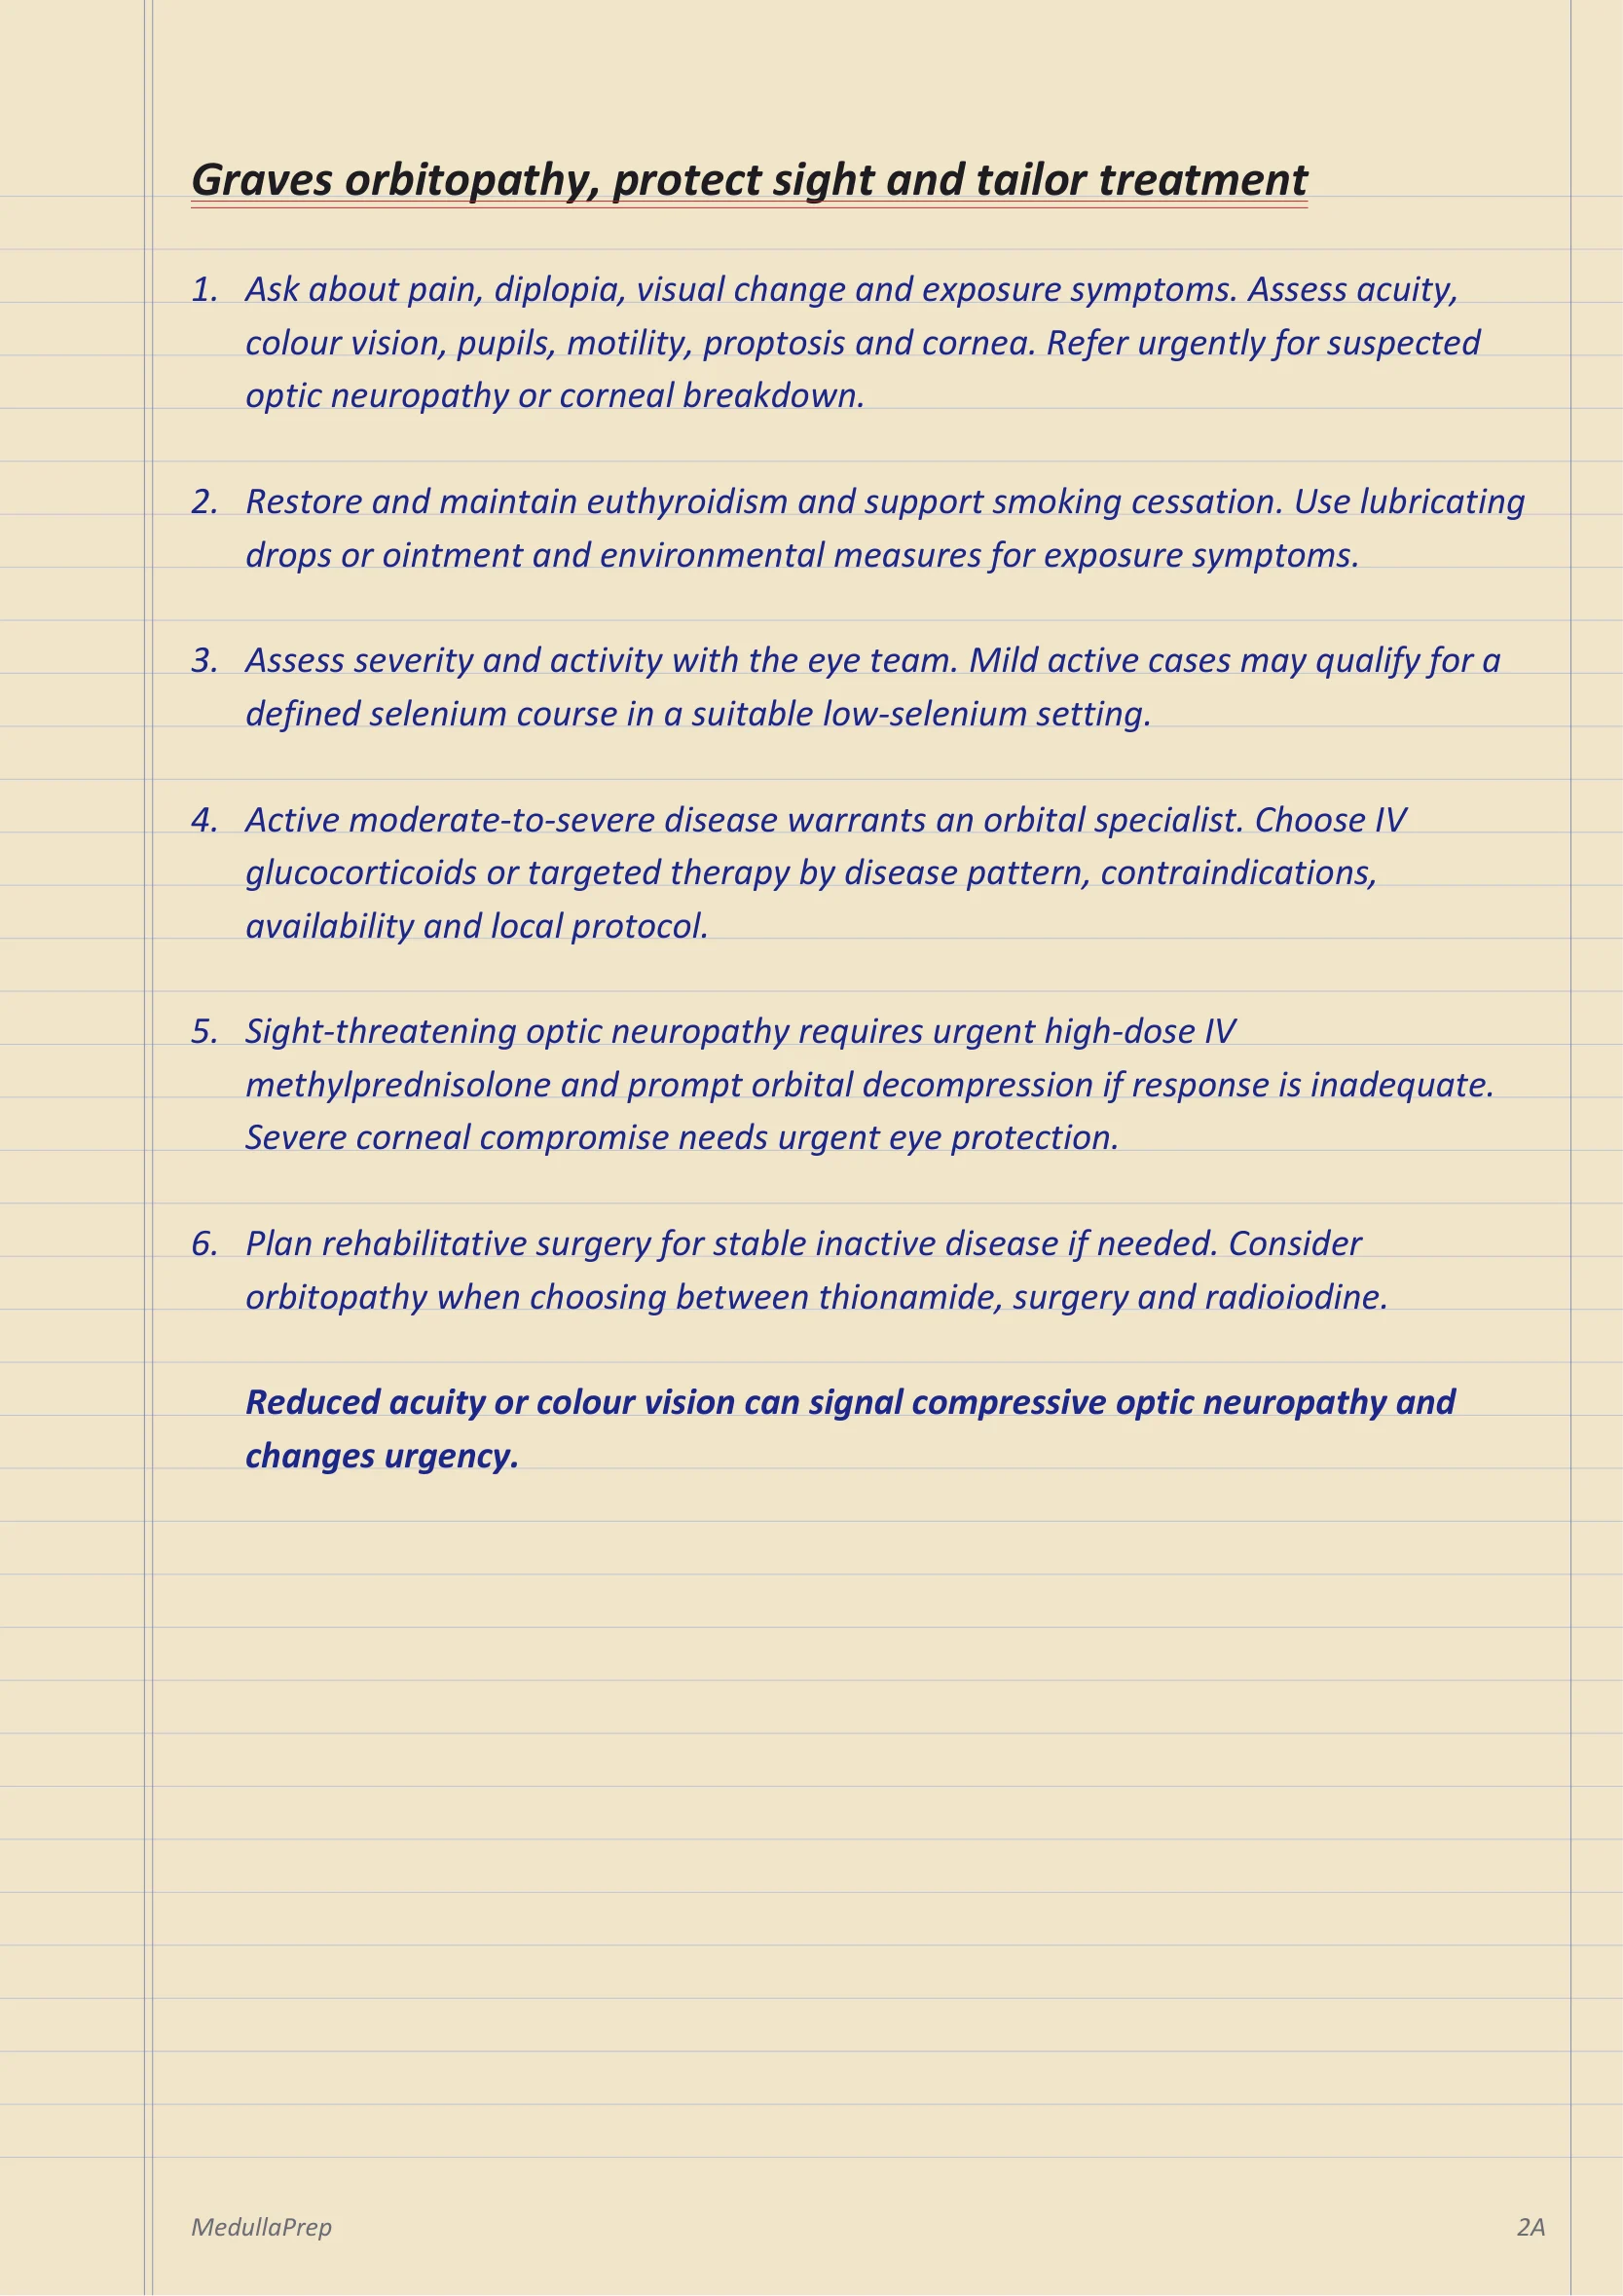 Graves orbitopathy, protect sight and tailor treatment
1. Ask about pain, diplopia, visual change and exposure symptoms. Assess acuity,
colour vision, pupils, motility, proptosis and cornea. Refer urgently for suspected
optic neuropathy or corneal breakdown.
2. Restore and maintain euthyroidism and support smoking cessation. Use lubricating
drops or ointment and environmental measures for exposure symptoms.
3. Assess severity and activity with the eye team. Mild active cases may qualify for a
defined selenium course in a suitable low-selenium setting.
4. Active moderate-to-severe disease warrants an orbital specialist. Choose IV
glucocorticoids or targeted therapy by disease pattern, contraindications,
availability and local protocol.
5. Sight-threatening optic neuropathy requires urgent high-dose IV
methylprednisolone and prompt orbital decompression if response is inadequate.
Severe corneal compromise needs urgent eye protection.
6. Plan rehabilitative surgery for stable inactive disease if needed. Consider
orbitopathy when choosing between thionamide, surgery and radioiodine.
Reduced acuity or colour vision can signal compressive optic neuropathy and
changes urgency.
MedullaPrep
2A